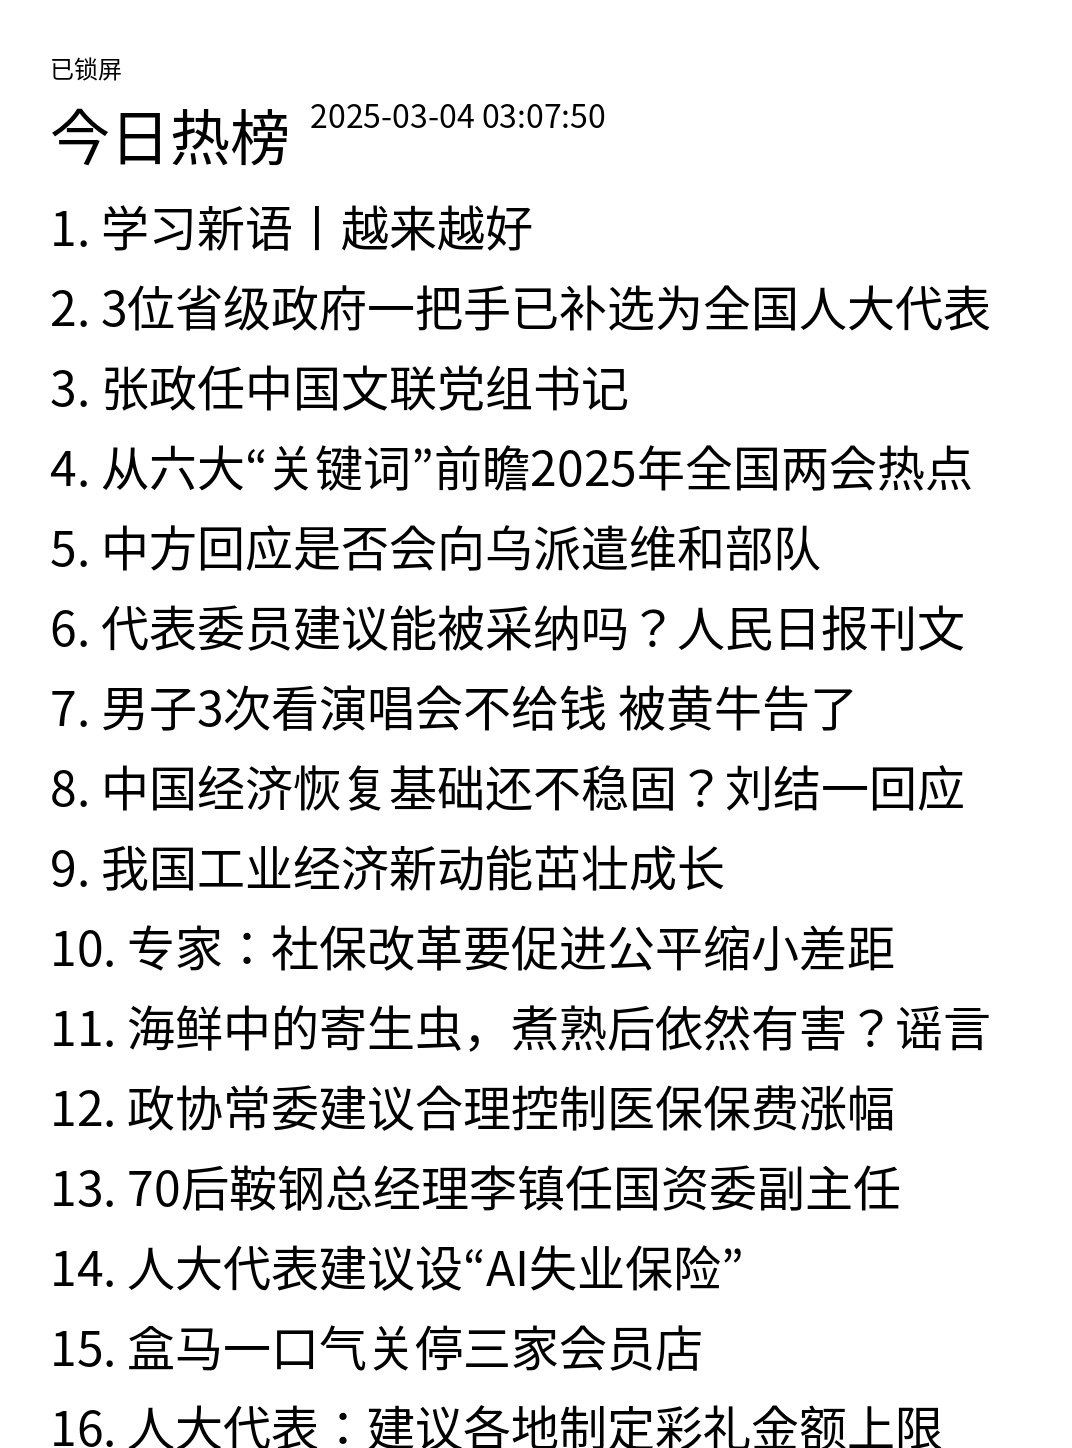 已锁屏
今日热榜 2025-03-04 03:07:50
1. 学习新语丨越来越好
2. 3位省级政府一把手已补选为全国人大代表
3. 张政任中国文联党组书记
4. 从六大“关键词”前瞻2025年全国两会热点
5. 中方回应是否会向乌派遣维和部队
6. 代表委员建议能被采纳吗？人民日报刊文
7. 男子3次看演唱会不给钱 被黄牛告了
8. 中国经济恢复基础还不稳固？刘结一回应
9. 我国工业经济新动能茁壮成长
10. 专家：社保改革要促进公平缩小差距
11. 海鲜中的寄生虫，煮熟后依然有害？谣言
12. 政协常委建议合理控制医保保费涨幅
13. 70后鞍钢总经理李镇任国资委副主任
14. 人大代表建议设“AI失业保险”
15. 盒马一口气关停三家会员店
16. 人大代表：建议各地制定彩礼金额上限